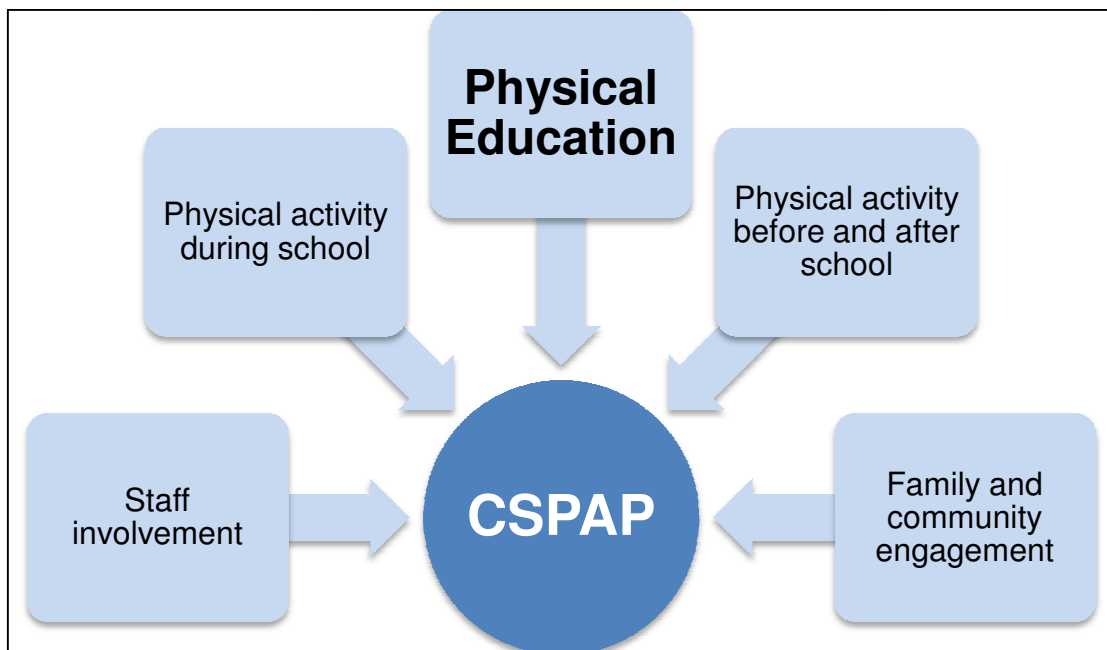 Physical
Education
Physical activity
during school
Physical activity
before and after
school
Staff
involvement
CSPAP
Family and
community
engagement